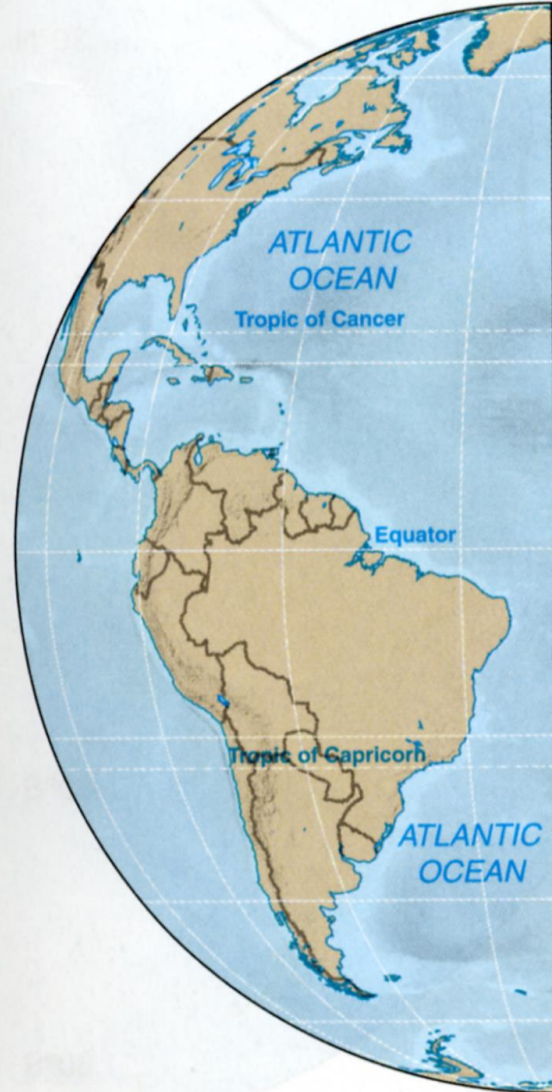 ATLANTIC
OCEAN
Tropic of Cancer
Equator
Tropic of Capricorn
ATLANTIC
OCEAN